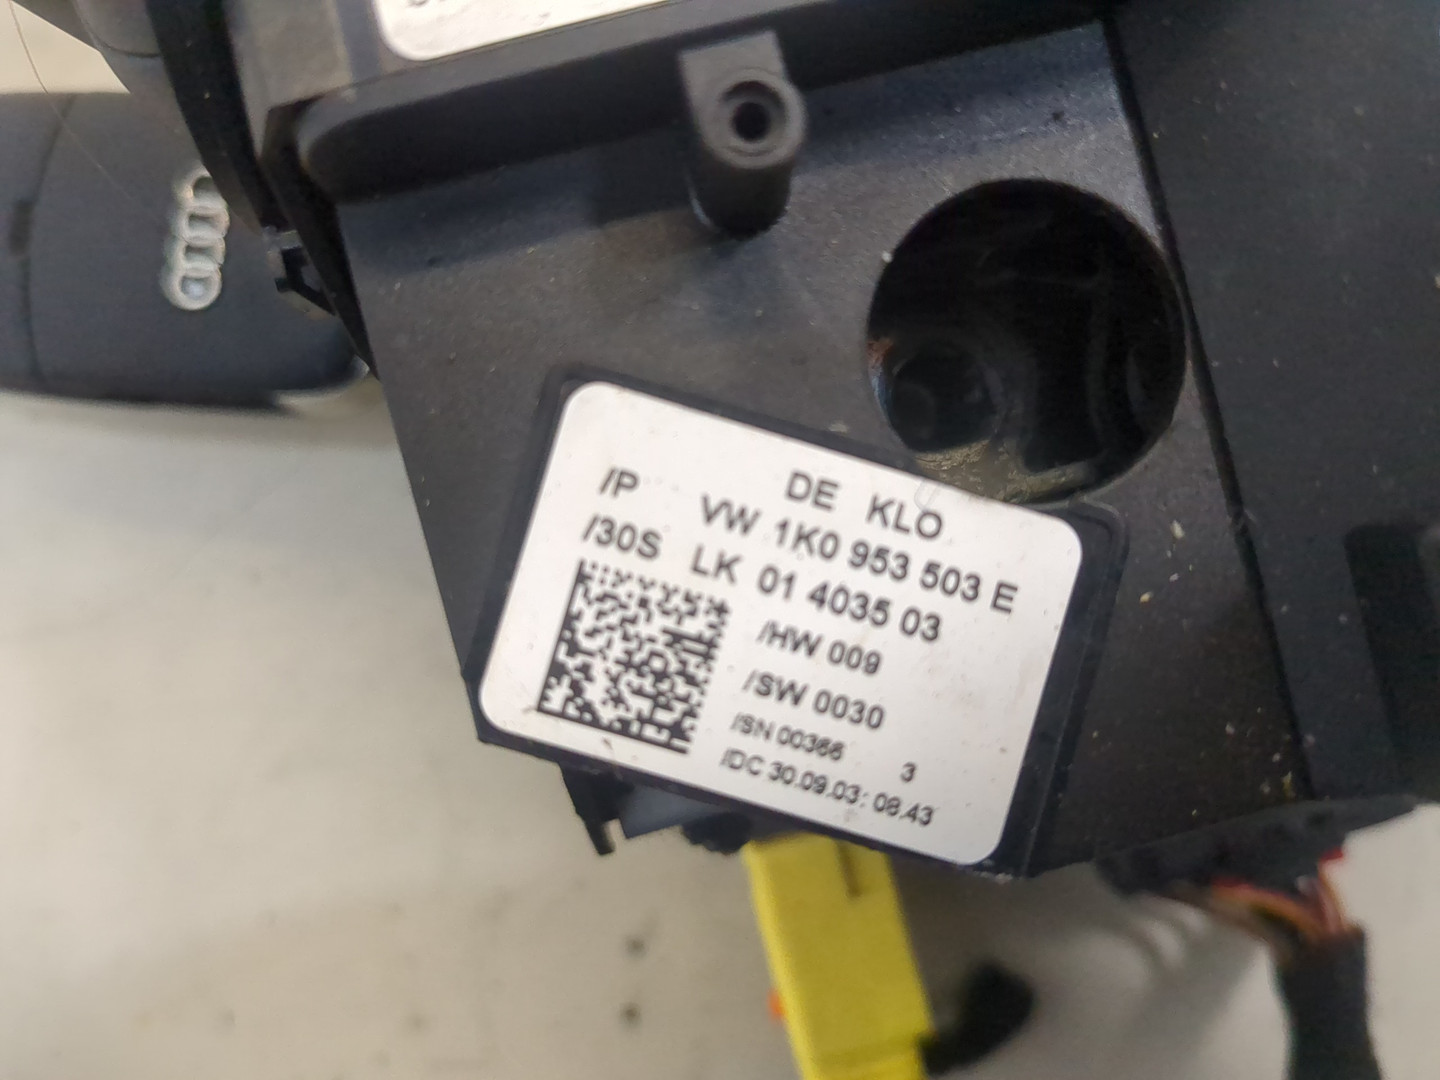 DE KLO
/P VW 1K0 953 503 E
/30S LK 01 4035 03
/HW 009
/SW 0030
/SN 00366 3
/DC 30.09.03; 08.43